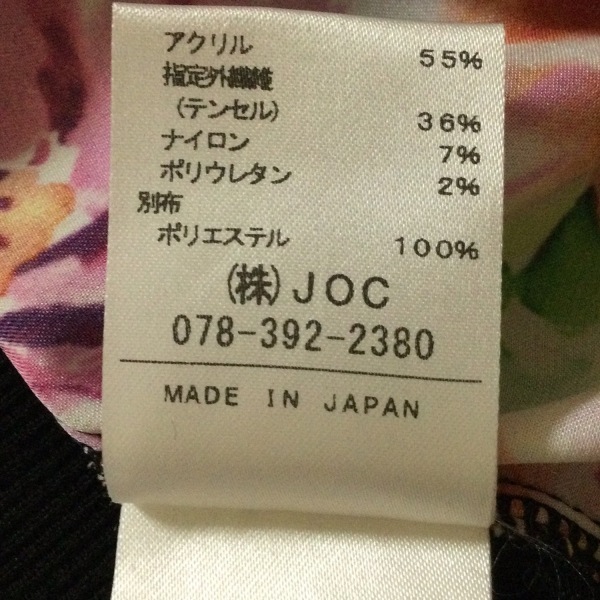 アクリル 55%
指定外繊維
(テンセル) 36%
ナイロン 7%
ポリウレタン 2%
別布
ポリエステル 100%
(株)JOC
078-392-2380
MADE IN JAPAN